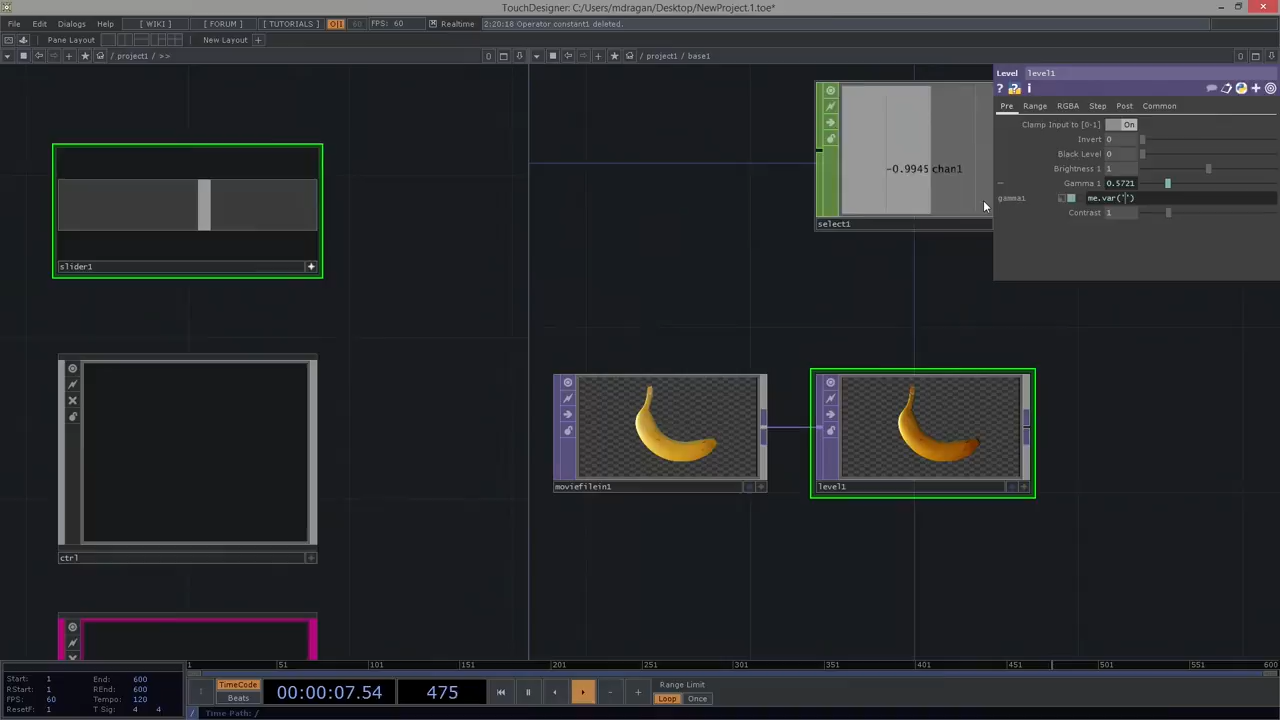 TouchDesigner: C:/Users/mdragan/Desktop/NewProject.1.toe*
File Edit Dialogs Help [ WIKI ] [ FORUM ] [ TUTORIALS ] O|1 60 FPS: 60 Realtime 2:20:18 Operator constant1 deleted.
Pane Layout New Layout +
/ project1 / >> 0
/ project1 / base1 0
Level level1
? ? i
Pre Range RGBA Step Post Common
Clamp Input to [0-1] On
Invert 0
Black Level 0
Brightness 1 1
Gamma 1 0.5721
gamma1 me.var('')
Contrast 1
-0.9945 chan1
select1
slider1
moviefilein1
level1
ctrl
1 51 101 151 201 251 301 351 401 451 501 551 600
Start: 1 End: 600
RStart: 1 REnd: 600
FPS: 60 Tempo: 120
ResetF: 1 T Sig: 4 4
TimeCode
Beats
00:00:07.54
475
Range Limit
Loop Once
/ Time Path: /